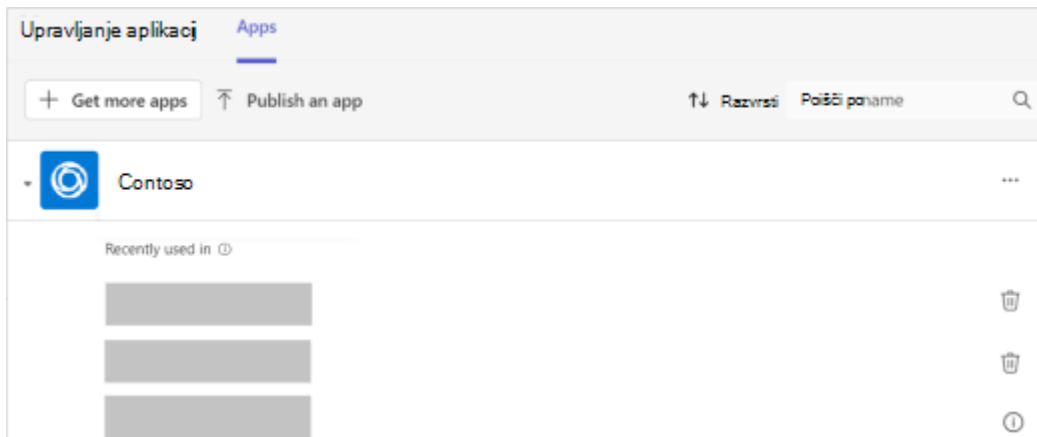 Upravljanje aplikacij Apps
Get more apps Publish an app Razvrsti Poišči po name
Contoso
Recently used in